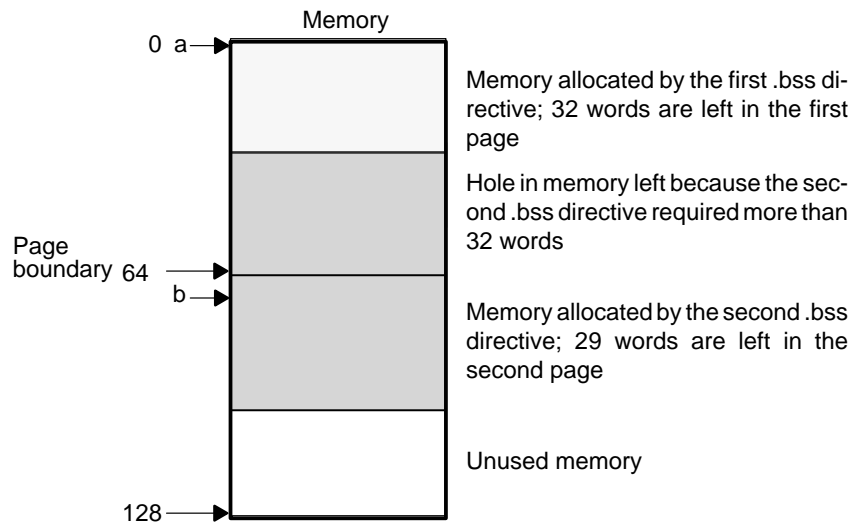 Memory
0 a
Memory allocated by the first .bss di-
rective; 32 words are left in the first
page
Hole in memory left because the sec-
ond .bss directive required more than
32 words
Page
boundary 64
b
Memory allocated by the second .bss
directive; 29 words are left in the
second page
Unused memory
128